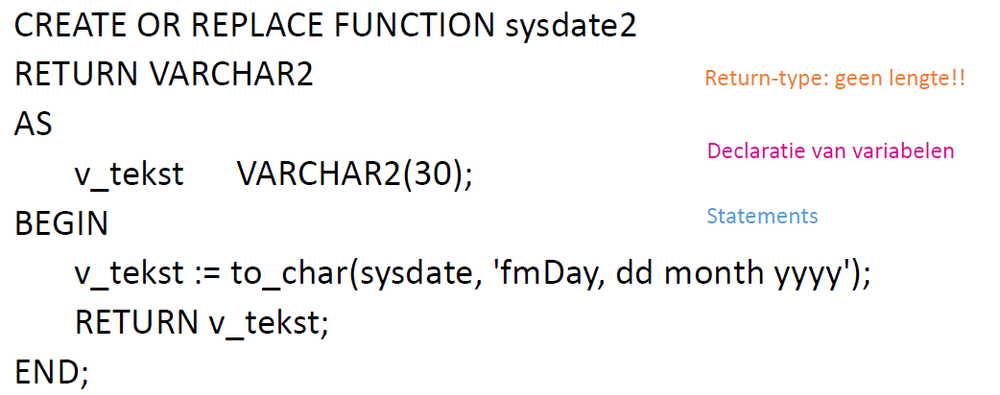 CREATE OR REPLACE FUNCTION sysdate2
RETURN VARCHAR2
Return-type: geen lengte!!
AS
Declaratie van variabelen
v_tekst VARCHAR2(30);
BEGIN
Statements
v_tekst := to_char(sysdate, 'fmDay, dd month yyyy');
RETURN v_tekst;
END;